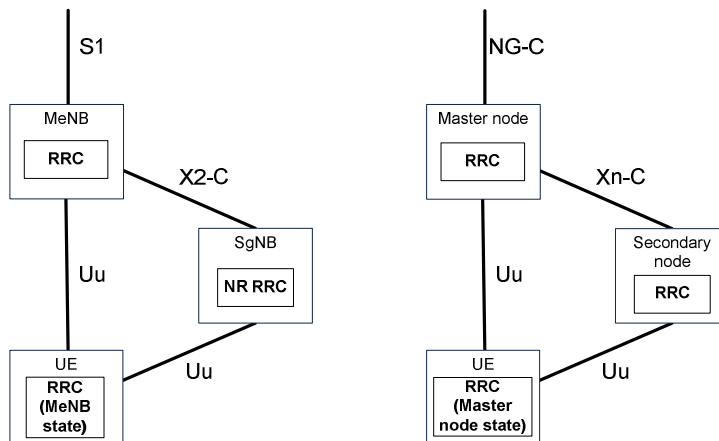 S1
MeNB
RRC
X2-C
SgNB
NR RRC
Uu
Uu
UE
RRC
(MeNB
state)
NG-C
Master node
RRC
Xn-C
Secondary
node
RRC
Uu
Uu
UE
RRC
(Master
node state)